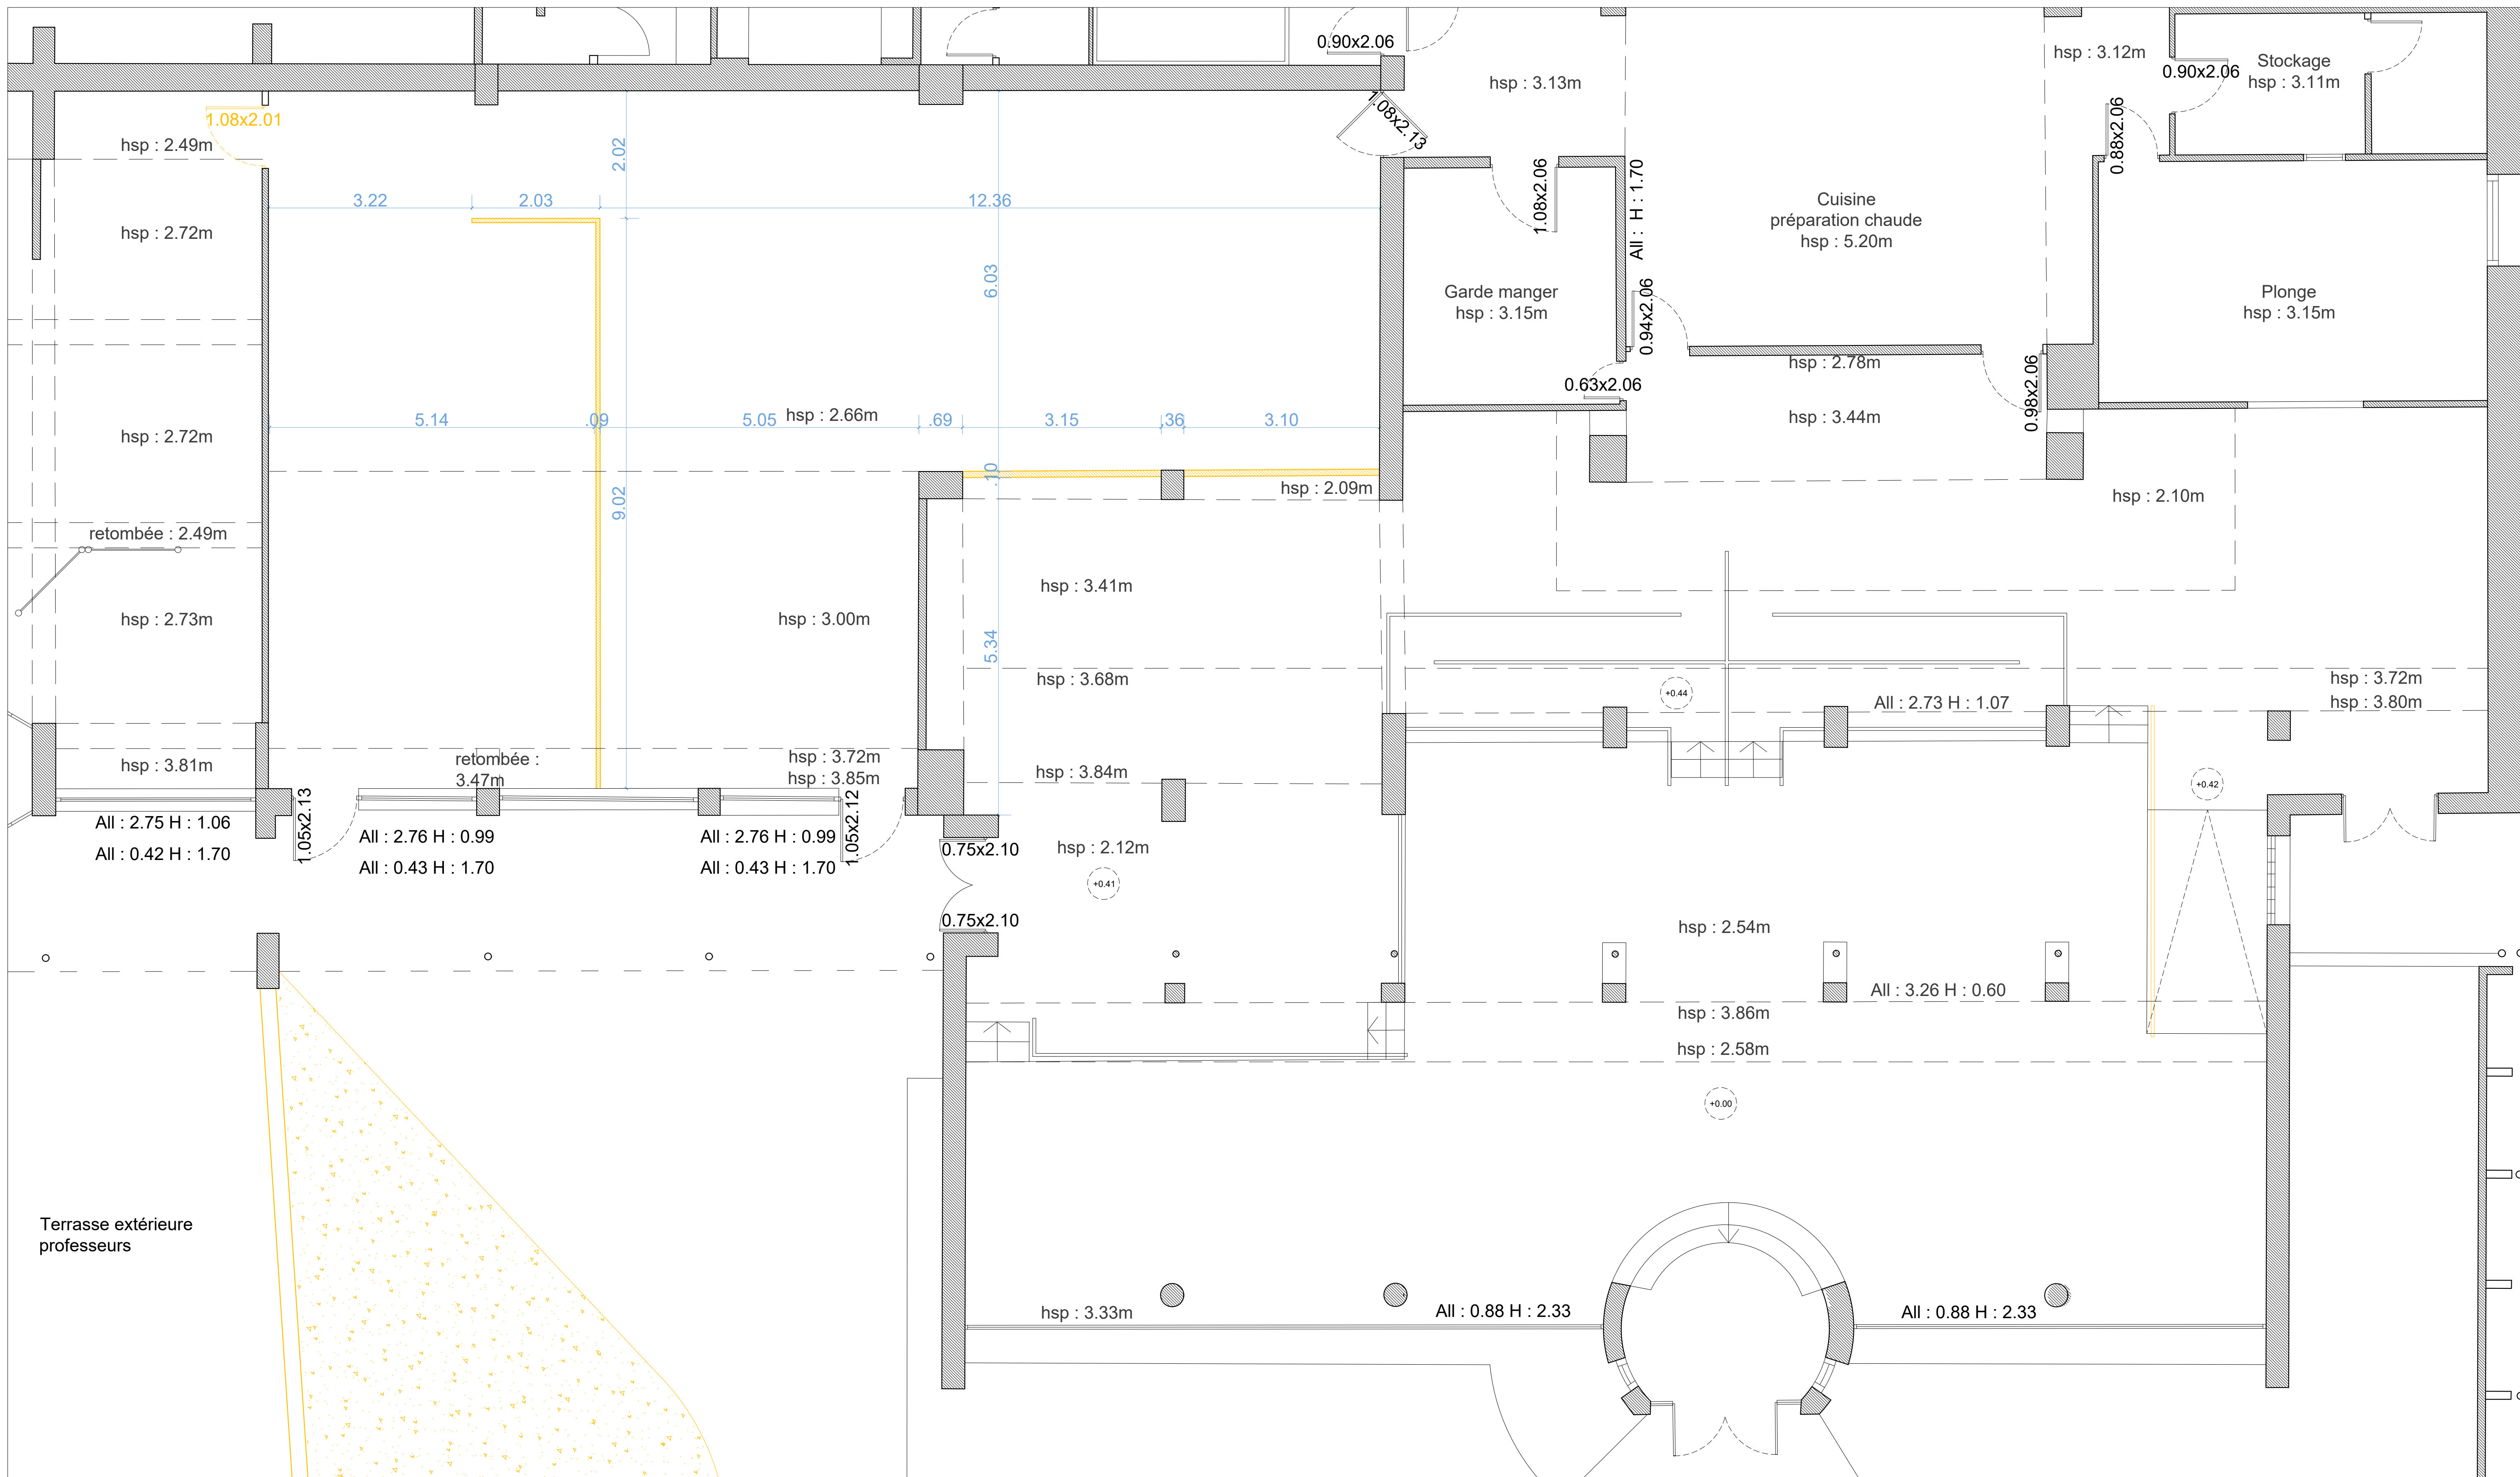 0.90x2.06
hsp : 3.13m
hsp : 3.12m
0.90x2.06
Stockage
hsp : 3.11m
1.08x2.01
hsp : 2.49m
2.02
1.08x2.13
0.88x2.06
3.22
2.03
12.36
1.08x2.06
All : H : 1.70
Cuisine
préparation chaude
hsp : 5.20m
hsp : 2.72m
6.03
Garde manger
hsp : 3.15m
0.94x2.06
Plonge
hsp : 3.15m
hsp : 2.78m
0.63x2.06
0.98x2.06
hsp : 2.72m
5.14
.09
5.05
hsp : 2.66m
.69
3.15
.36
3.10
hsp : 3.44m
.10
hsp : 2.09m
hsp : 2.10m
9.02
retombée : 2.49m
hsp : 3.41m
hsp : 2.73m
hsp : 3.00m
5.34
hsp : 3.68m
+0.44
All : 2.73 H : 1.07
hsp : 3.72m
hsp : 3.80m
hsp : 3.81m
retombée :
3.47m
hsp : 3.72m
hsp : 3.85m
hsp : 3.84m
+0.42
All : 2.75 H : 1.06
All : 0.42 H : 1.70
1.05x2.13
All : 2.76 H : 0.99
All : 0.43 H : 1.70
All : 2.76 H : 0.99
All : 0.43 H : 1.70
1.05x2.12
0.75x2.10
hsp : 2.12m
+0.41
0.75x2.10
hsp : 2.54m
All : 3.26 H : 0.60
hsp : 3.86m
hsp : 2.58m
+0.00
Terrasse extérieure
professeurs
hsp : 3.33m
All : 0.88 H : 2.33
All : 0.88 H : 2.33